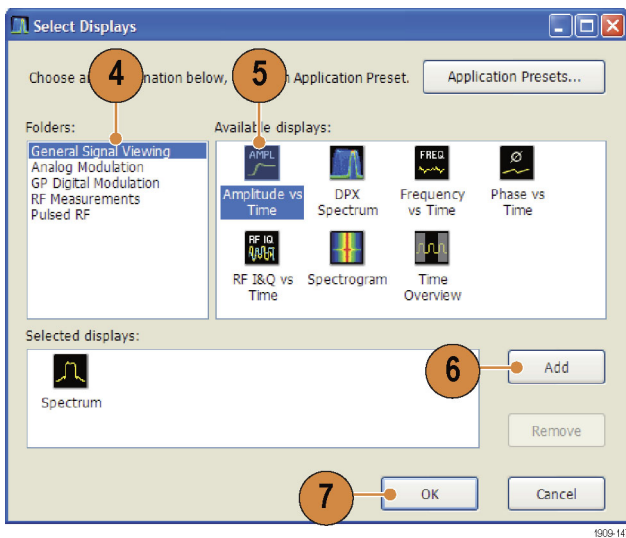 Select Displays
Choose a nation below, Application Preset.
Application Presets...
4
5
Folders:
Available displays:
General Signal Viewing
Analog Modulation
GP Digital Modulation
RF Measurements
Pulsed RF
AMPL
Amplitude vs Time
DPX Spectrum
FREQ
Frequency vs Time
Ø
Phase vs Time
RF IQ
RF I&Q vs Time
Spectrogram
Time Overview
Selected displays:
Spectrum
6
Add
Remove
7
OK
Cancel